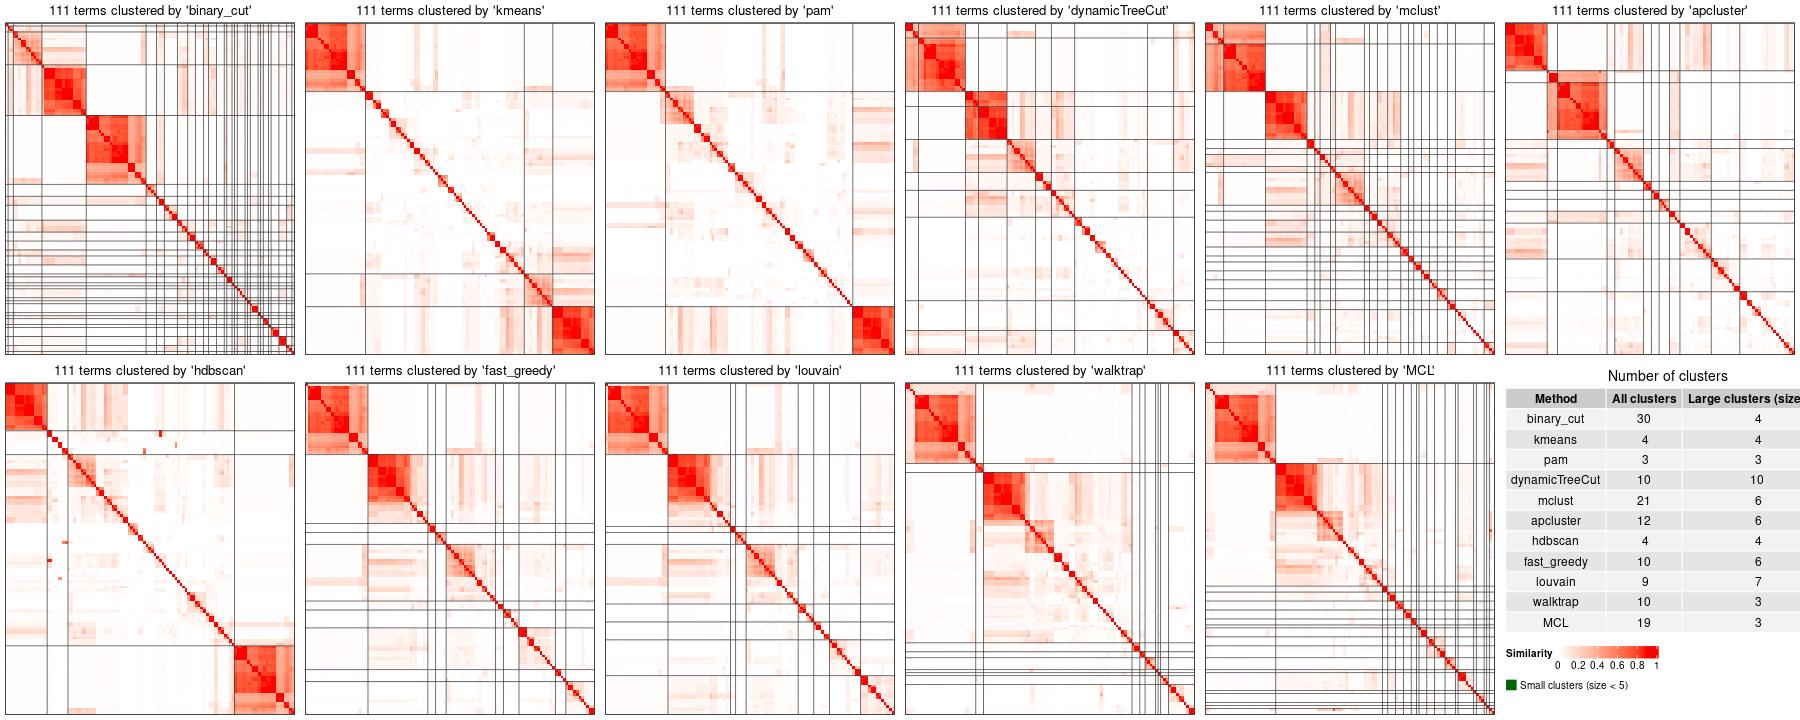 111 terms clustered by 'binary_cut'
111 terms clustered by 'kmeans'
111 terms clustered by 'pam'
111 terms clustered by 'dynamicTreeCut'
111 terms clustered by 'mclust'
111 terms clustered by 'apcluster'
111 terms clustered by 'hdbscan'
111 terms clustered by 'fast_greedy'
111 terms clustered by 'louvain'
111 terms clustered by 'walktrap'
111 terms clustered by 'MCL'
Number of clusters
Method All clusters Large clusters (size
binary_cut 30 4
kmeans 4 4
pam 3 3
dynamicTreeCut 10 10
mclust 21 6
apcluster 12 6
hdbscan 4 4
fast_greedy 10 6
louvain 9 7
walktrap 10 3
MCL 19 3
Similarity
0 0.2 0.4 0.6 0.8 1
Small clusters (size < 5)